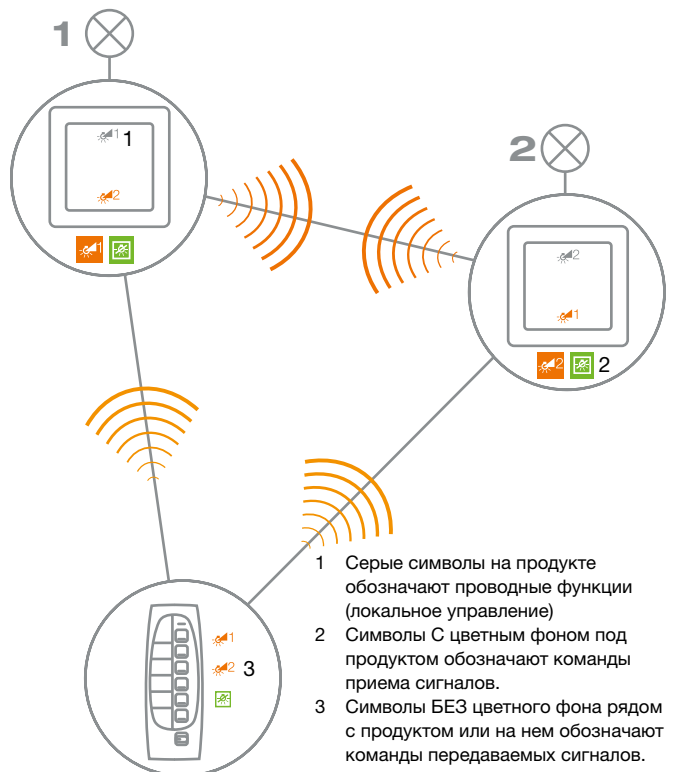 1
1 1
2
2
2
1
1
2 2
1
2 3
1 Серые символы на продукте
обозначают проводные функции
(локальное управление)
2 Символы С цветным фоном под
продуктом обозначают команды
приема сигналов.
3 Символы БЕЗ цветного фона рядом
с продуктом или на нем обозначают
команды передаваемых сигналов.